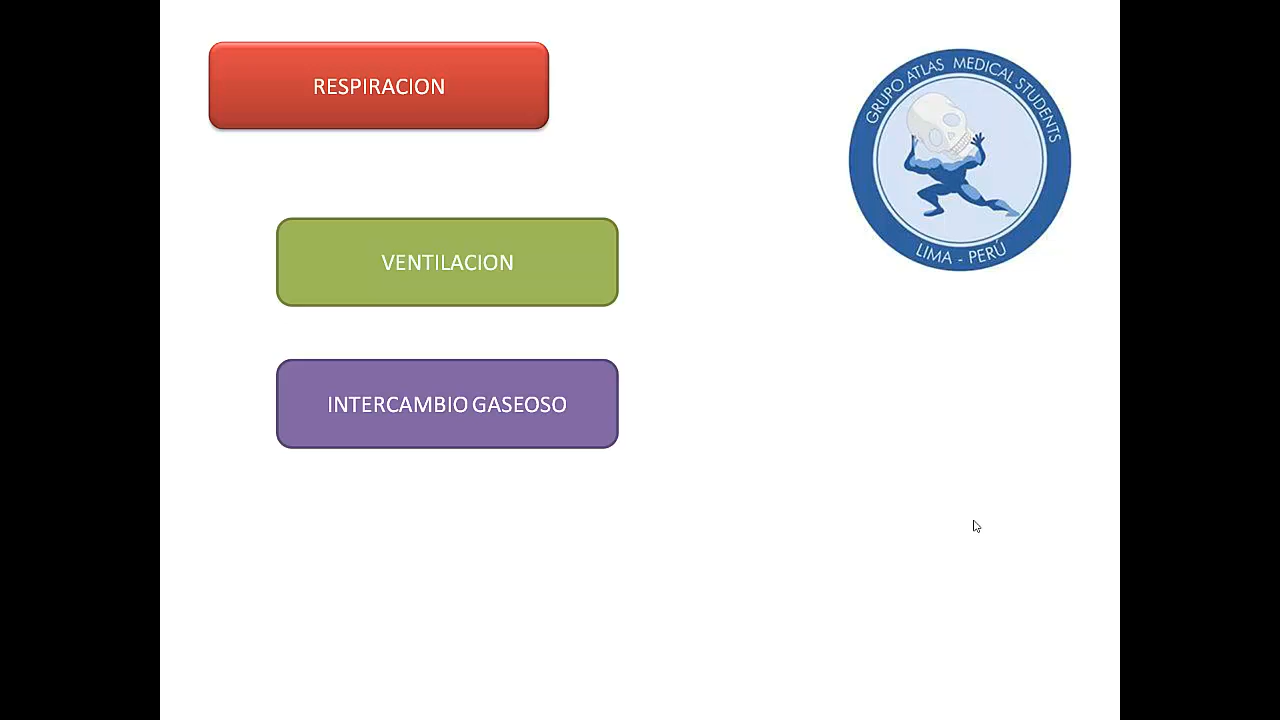 RESPIRACION
GRUPO ATLAS MEDICAL STUDENTS
LIMA - PERÚ
VENTILACION
INTERCAMBIO GASEOSO